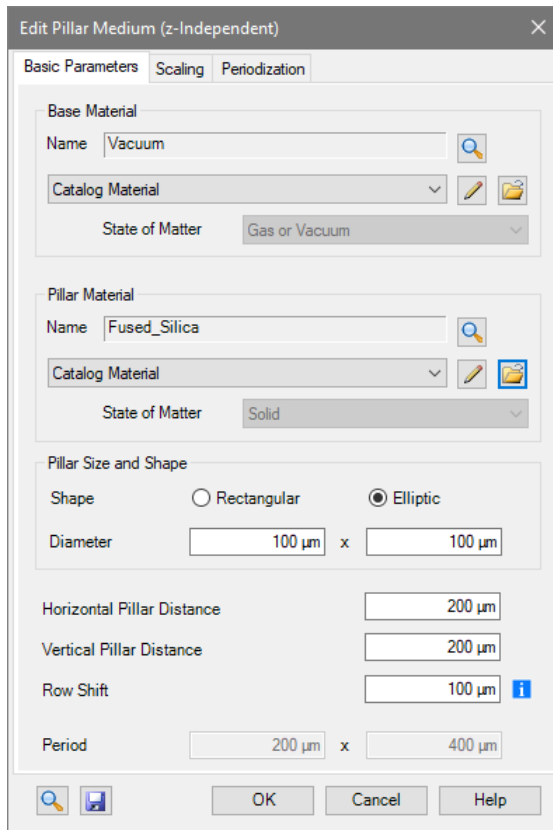 Edit Pillar Medium (z-Independent)
Basic Parameters Scaling Periodization
Base Material
Name Vacuum
Catalog Material
State of Matter Gas or Vacuum
Pillar Material
Name Fused_Silica
Catalog Material
State of Matter Solid
Pillar Size and Shape
Shape Rectangular Elliptic
Diameter 100 µm x 100 µm
Horizontal Pillar Distance 200 µm
Vertical Pillar Distance 200 µm
Row Shift 100 µm i
Period 200 µm x 400 µm
OK Cancel Help